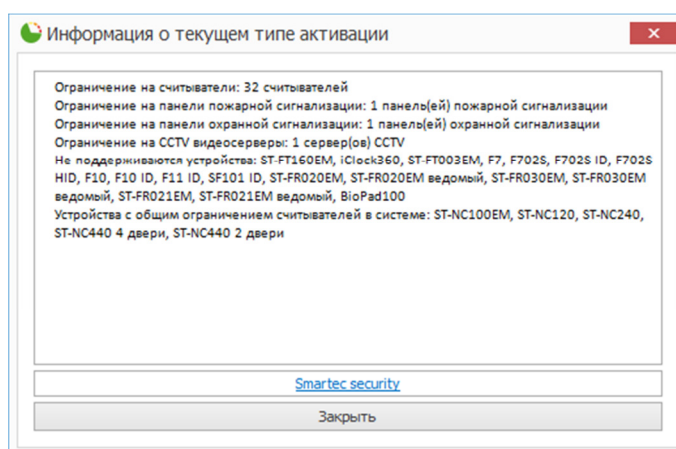 Информация о текущем типе активации
Ограничение на считыватели: 32 считывателей
Ограничение на панели пожарной сигнализации: 1 панель(ей) пожарной сигнализации
Ограничение на панели охранной сигнализации: 1 панель(ей) охранной сигнализации
Ограничение на CCTV видеосерверы: 1 сервер(ов) CCTV
Не поддерживаются устройства: ST-FT160EM, iClock360, ST-FT003EM, F7, F702S, F702S ID, F702S
HID, F10, F10 ID, F11 ID, SF101 ID, ST-FR020EM, ST-FR020EM ведомый, ST-FR030EM, ST-FR030EM
ведомый, ST-FR021EM, ST-FR021EM ведомый, BioPad100
Устройства с общим ограничением считывателей в системе: ST-NC100EM, ST-NC120, ST-NC240,
ST-NC440 4 двери, ST-NC440 2 двери
Smartec security
Закрыть